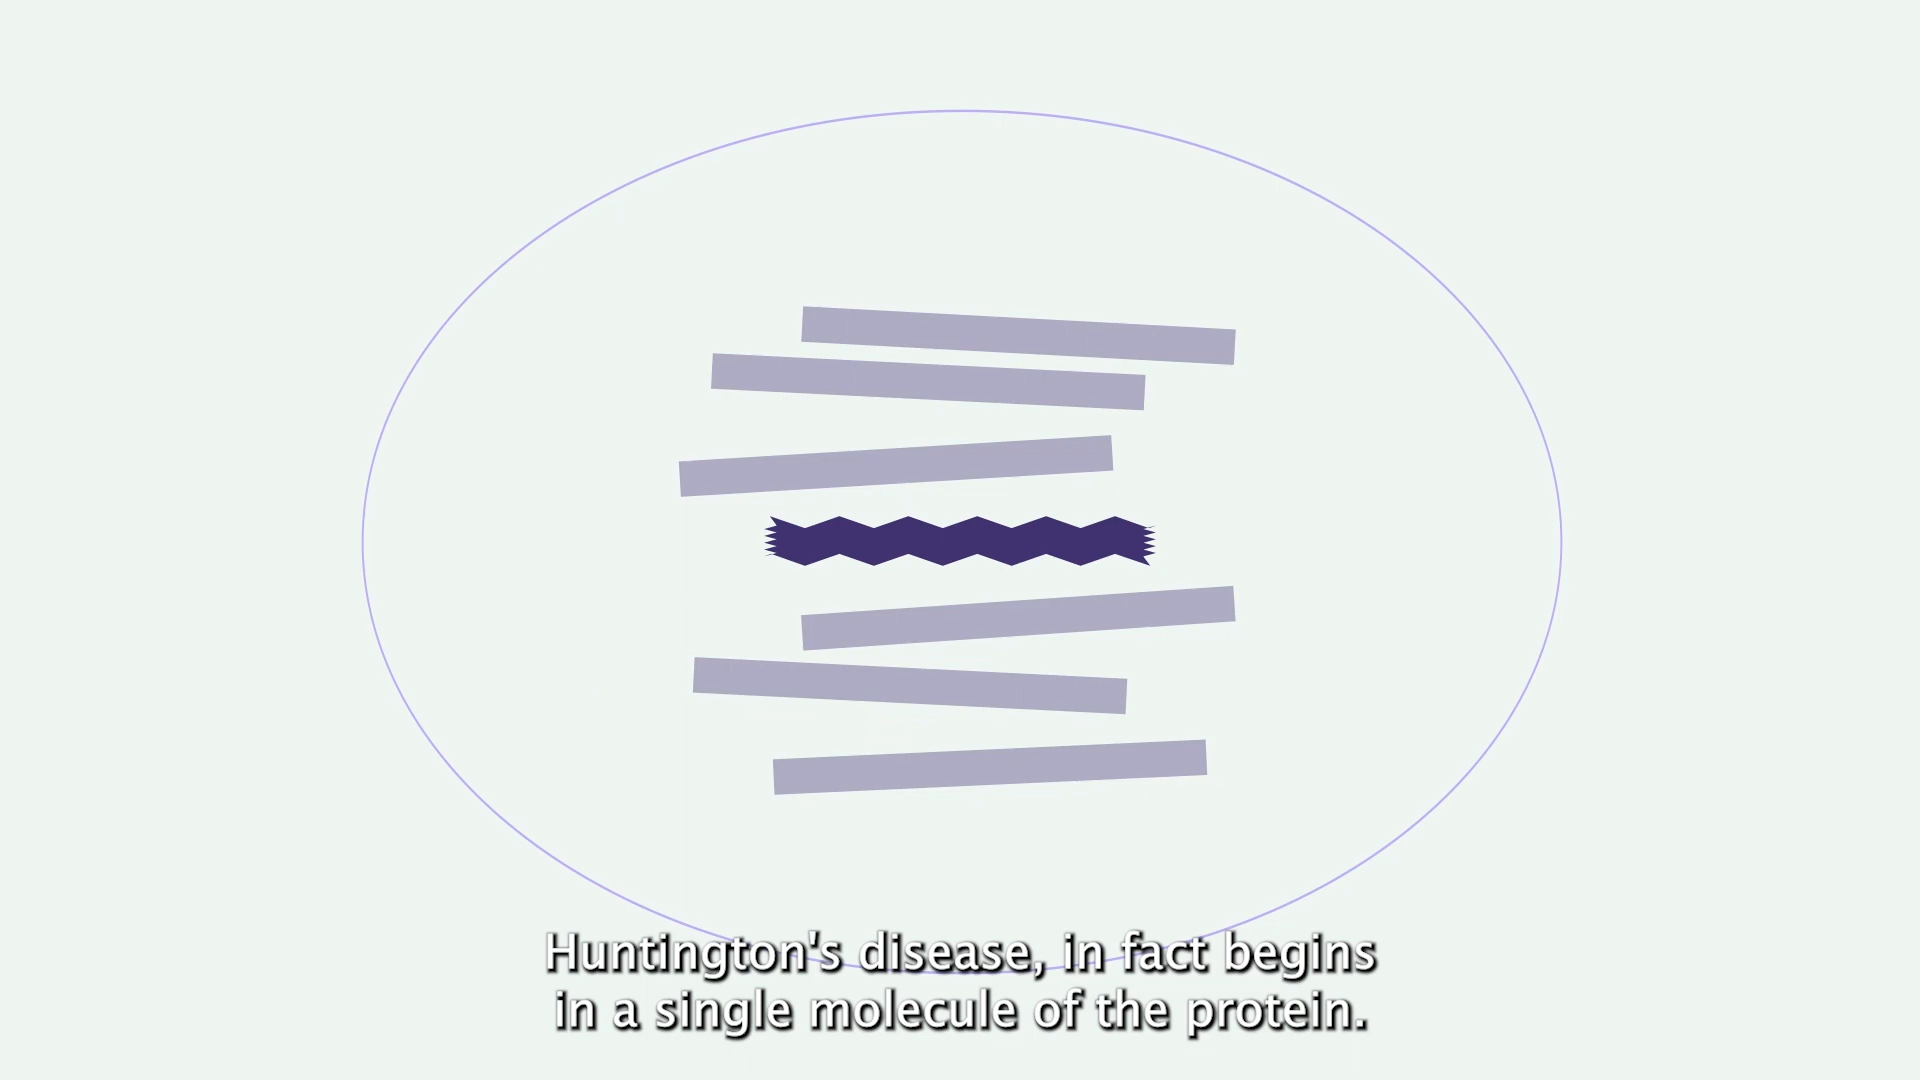 Huntington's disease, in fact begins
in a single molecule of the protein.